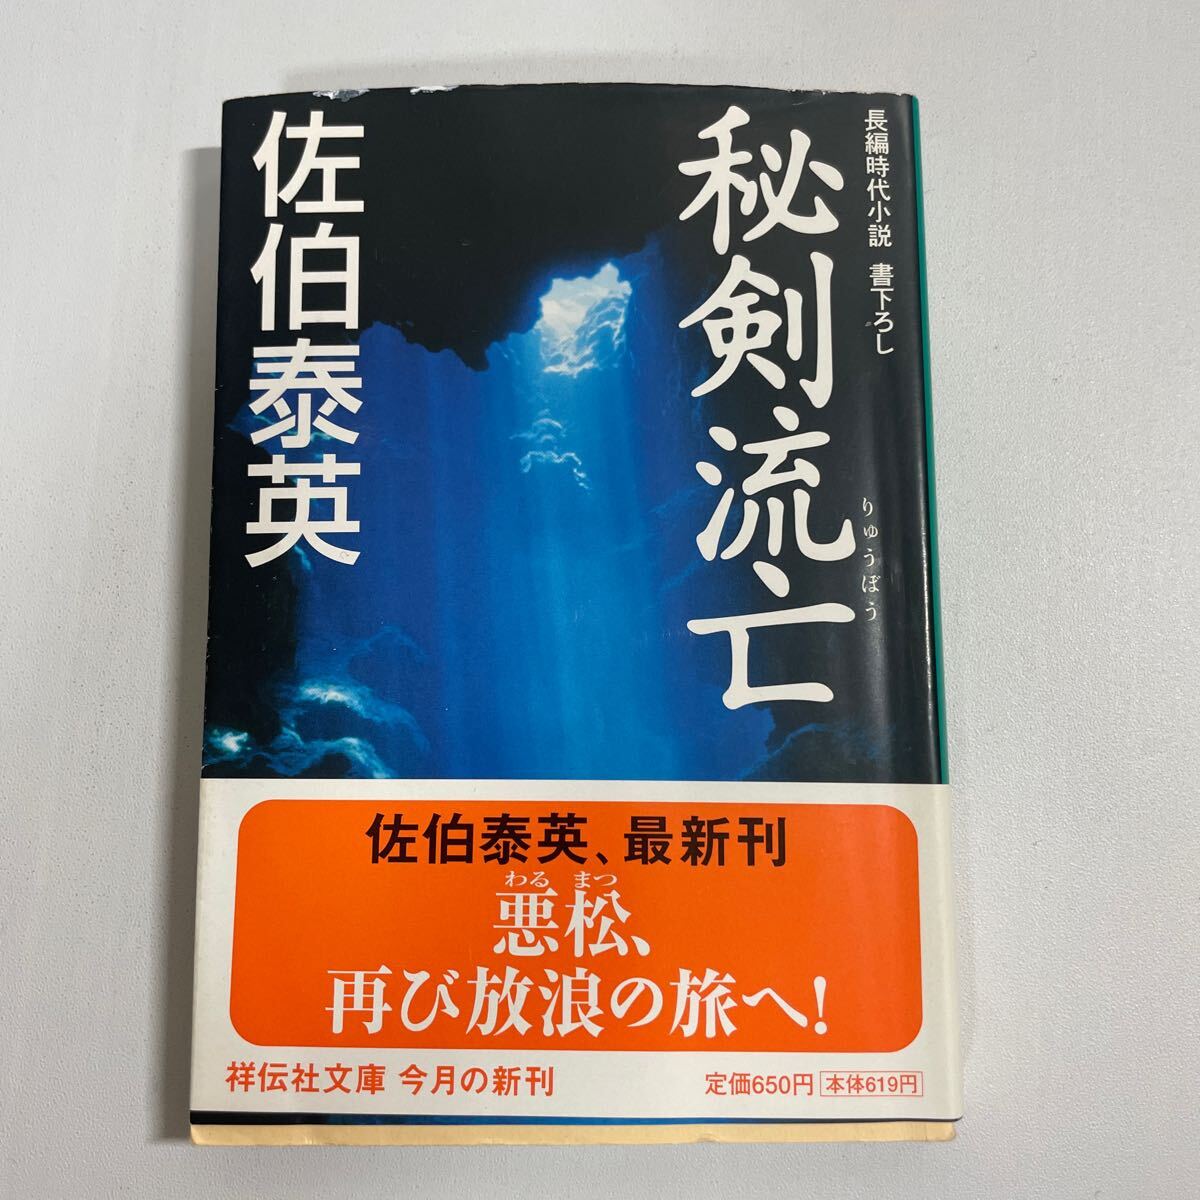 長編時代小説 書下ろし
秘剣流亡
りゅうぼう
佐伯泰英
佐伯泰英、最新刊
わる まつ
悪松、
再び放浪の旅へ!
祥伝社文庫 今月の新刊
定価650円 本体619円